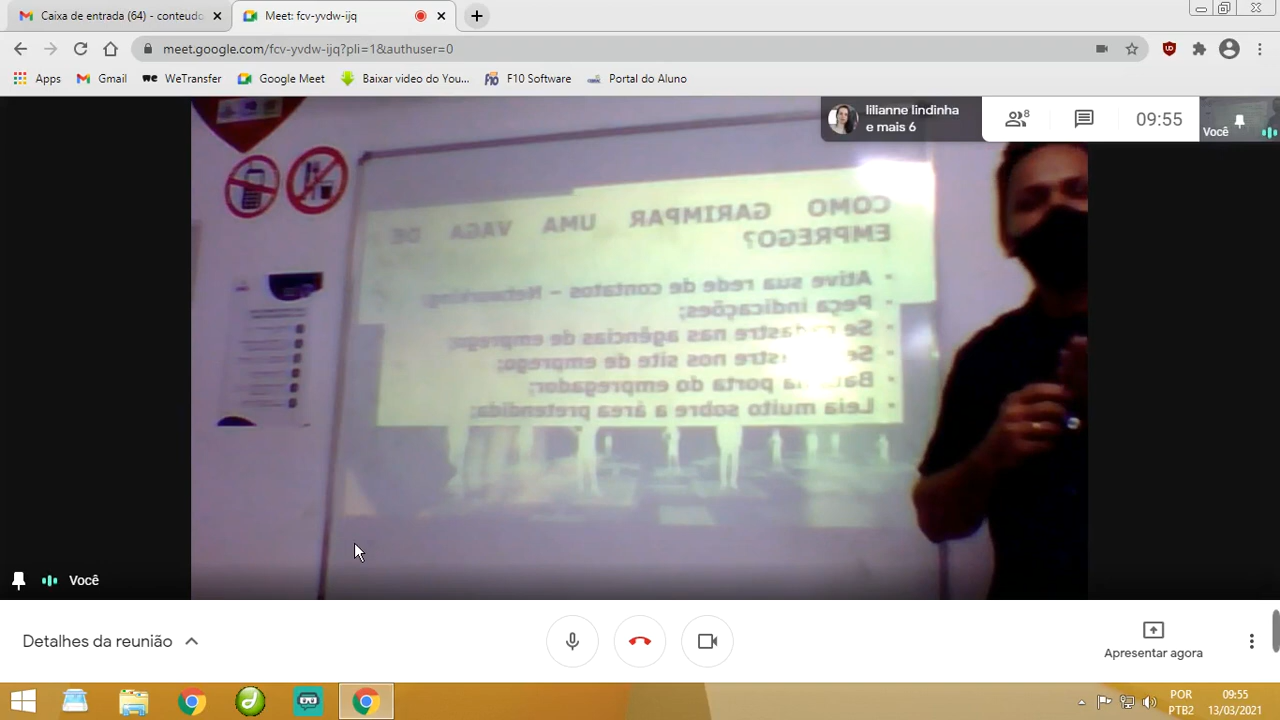 Caixa de entrada (64) - conteudo
Meet: fcv-yvdw-ijq
meet.google.com/fcv-yvdw-ijq?pli=1&authuser=0
Apps
Gmail
WeTransfer
Google Meet
Baixar video do You...
F10 Software
Portal do Aluno
lilianne lindinha
e mais 6
8
09:55
Você
COMO GARIMPAR UMA VAGA DE
EMPREGO?
• Ative sua rede de contatos – Networking;
• Peça indicações;
• Se cadastre nas agências de emprego;
• Se cadastre nos site de emprego;
• Bata na porta do empregador;
• Leia muito sobre a área pretendida;
Você
Detalhes da reunião
Apresentar agora
POR
PTB2
09:55
13/03/2021